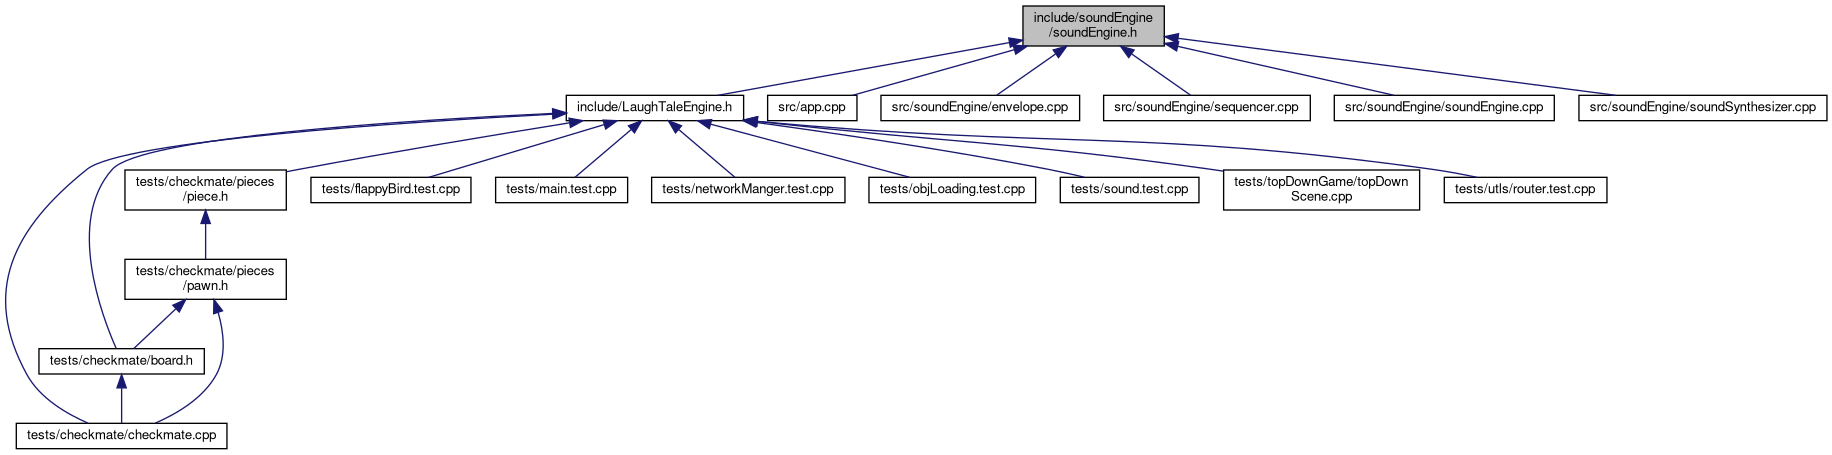 include/soundEngine
/soundEngine.h
include/LaughTaleEngine.h
src/app.cpp
src/soundEngine/envelope.cpp
src/soundEngine/sequencer.cpp
src/soundEngine/soundEngine.cpp
src/soundEngine/soundSynthesizer.cpp
tests/checkmate/pieces
/piece.h
tests/flappyBird.test.cpp
tests/main.test.cpp
tests/networkManger.test.cpp
tests/objLoading.test.cpp
tests/sound.test.cpp
tests/topDownGame/topDown
Scene.cpp
tests/utls/router.test.cpp
tests/checkmate/pieces
/pawn.h
tests/checkmate/board.h
tests/checkmate/checkmate.cpp